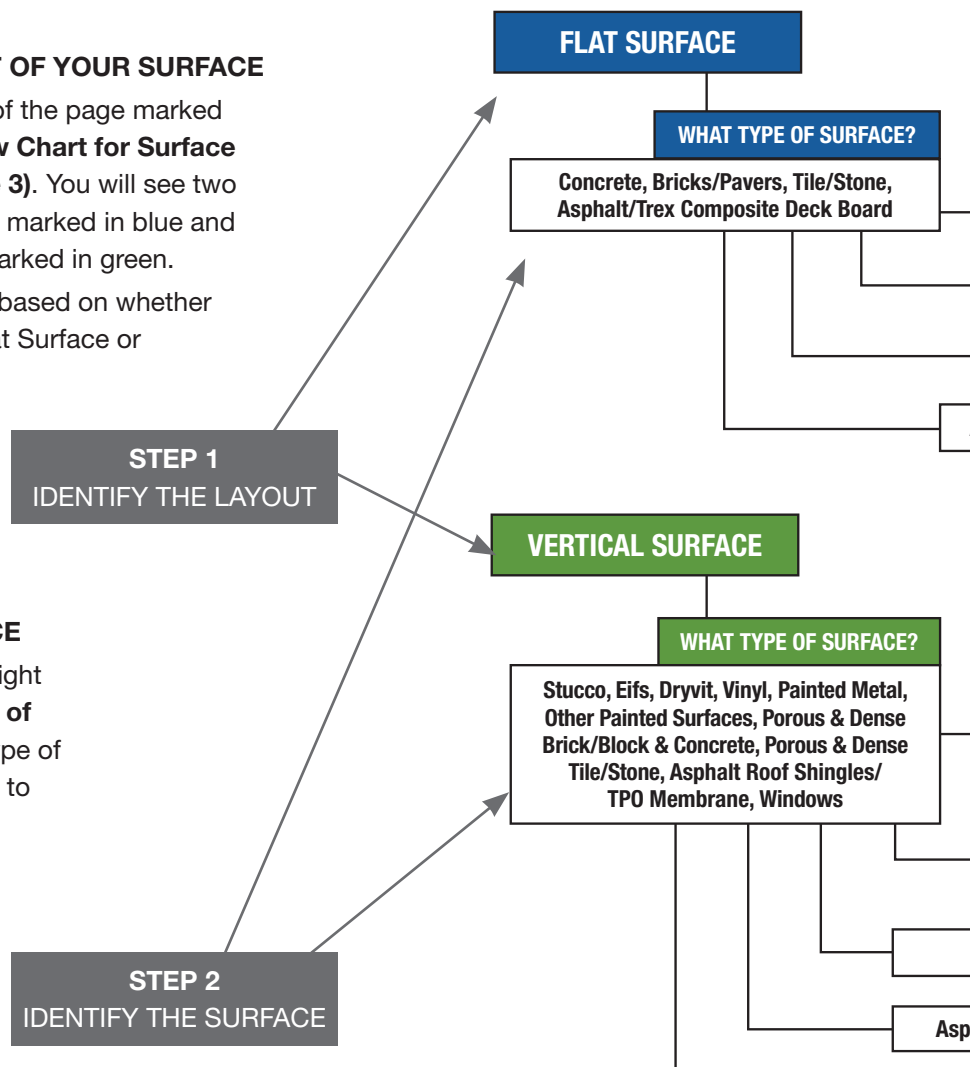 T OF YOUR SURFACE
of the page marked
w Chart for Surface
3). You will see two
marked in blue and
arked in green.
based on whether
at Surface or
STEP 1
IDENTIFY THE LAYOUT
CE
ight
of
pe of
to
STEP 2
IDENTIFY THE SURFACE
FLAT SURFACE
WHAT TYPE OF SURFACE?
Concrete, Bricks/Pavers, Tile/Stone,
Asphalt/Trex Composite Deck Board
VERTICAL SURFACE
WHAT TYPE OF SURFACE?
Stucco, Eifs, Dryvit, Vinyl, Painted Metal,
Other Painted Surfaces, Porous & Dense
Brick/Block & Concrete, Porous & Dense
Tile/Stone, Asphalt Roof Shingles/
TPO Membrane, Windows
Asp